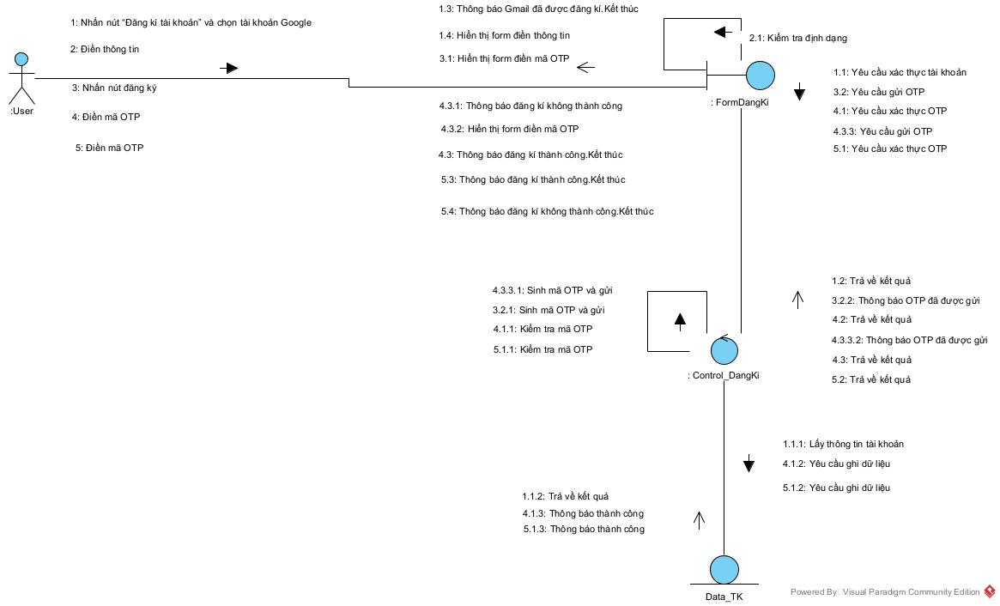 1: Nhấn nút “Đăng kí tài khoản” và chọn tài khoản Google
2: Điền thông tin
3: Nhấn nút đăng ký
4: Điền mã OTP
5: Điền mã OTP
:User
1.3: Thông báo Gmail đã được đăng kí.Kết thúc
1.4: Hiển thị form điền thông tin
3.1: Hiển thị form điền mã OTP
4.3.1: Thông báo đăng kí không thành công
4.3.2: Hiển thị form điền mã OTP
4.3: Thông báo đăng kí thành công.Kết thúc
5.3: Thông báo đăng kí thành công.Kết thúc
5.4: Thông báo đăng kí không thành công.Kết thúc
2.1: Kiểm tra định dạng
: FormDangKi
1.1: Yêu cầu xác thực tài khoản
3.2: Yêu cầu gửi OTP
4.1: Yêu cầu xác thực OTP
4.3.3: Yêu cầu gửi OTP
5.1: Yêu cầu xác thực OTP
4.3.3.1: Sinh mã OTP và gửi
3.2.1: Sinh mã OTP và gửi
4.1.1: Kiểm tra mã OTP
5.1.1: Kiểm tra mã OTP
: Control_DangKi
1.2: Trả về kết quả
3.2.2: Thông báo OTP đã được gửi
4.2: Trả về kết quả
4.3.3.2: Thông báo OTP đã được gửi
4.3: Trả về kết quả
5.2: Trả về kết quả
1.1.1: Lấy thông tin tài khoản
4.1.2: Yêu cầu ghi dữ liệu
5.1.2: Yêu cầu ghi dữ liệu
1.1.2: Trả về kết quả
4.1.3: Thông báo thành công
5.1.3: Thông báo thành công
Data_TK
Powered By Visual Paradigm Community Edition